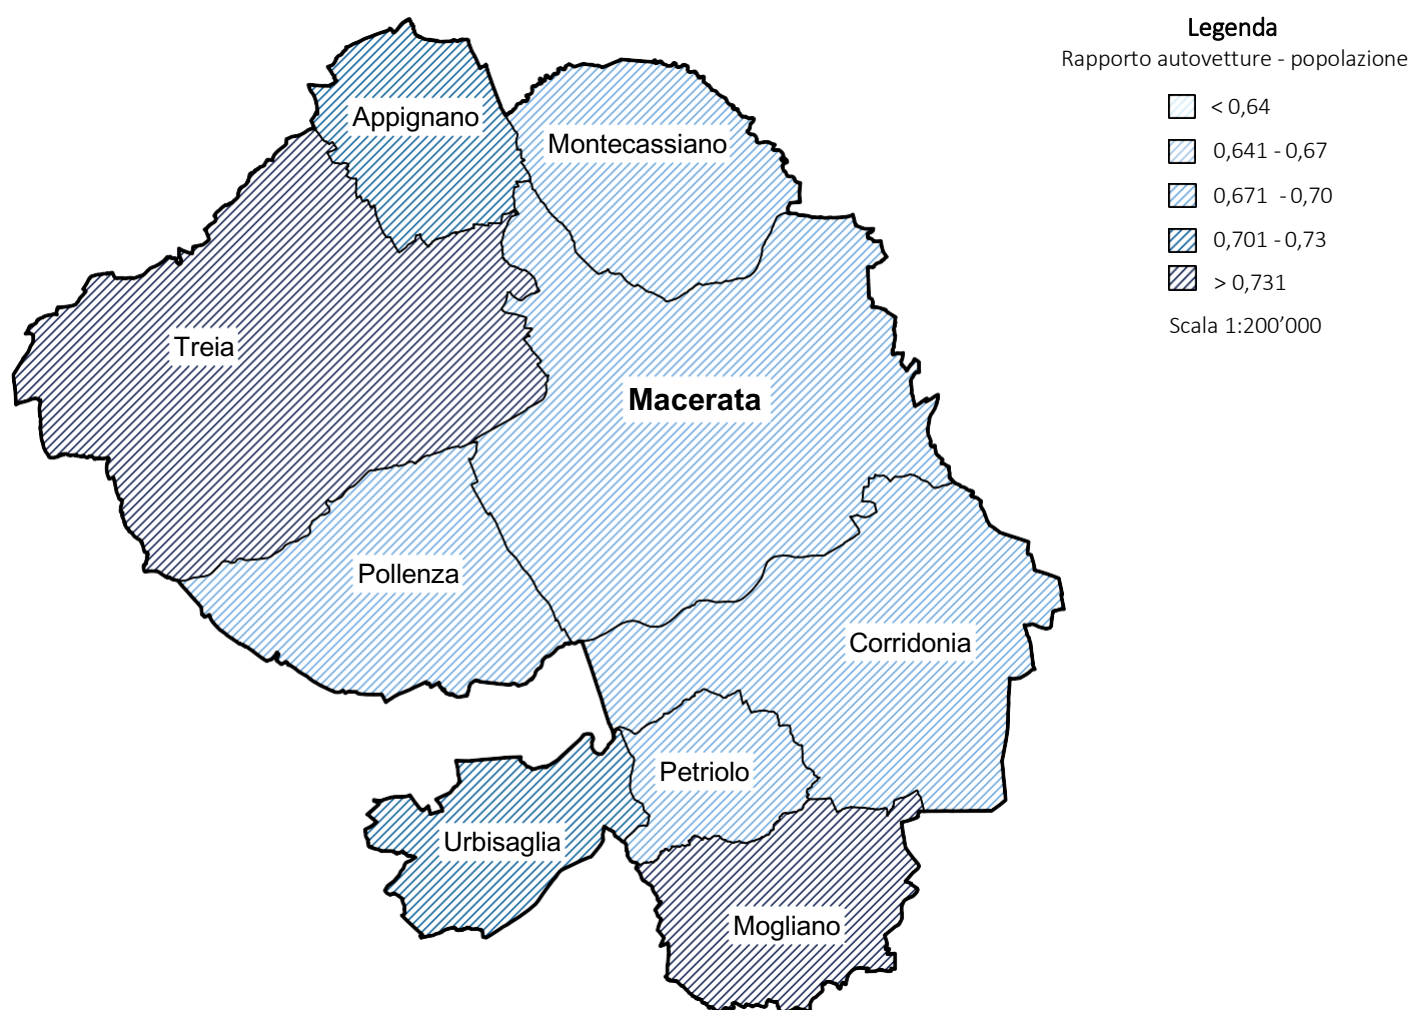 Legenda
Rapporto autovetture - popolazione
< 0,64
0,641 - 0,67
0,671 - 0,70
0,701 - 0,73
> 0,731
Scala 1:200’000
Appignano
Montecassiano
Treia
Macerata
Pollenza
Corridonia
Petriolo
Urbisaglia
Mogliano